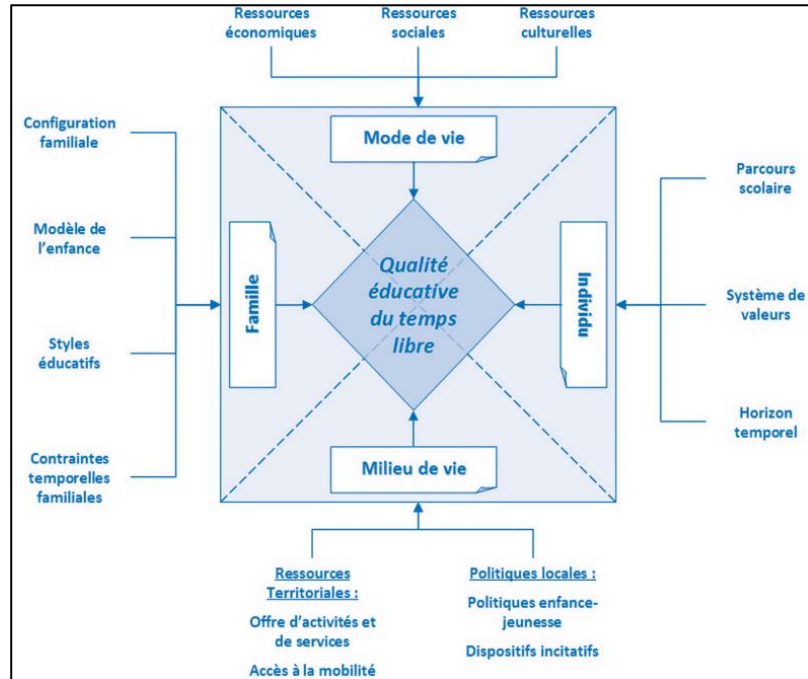 Ressources
économiques
Ressources
sociales
Ressources
culturelles
Configuration
familiale
Modèle de
l'enfance
Styles
éducatifs
Contraintes
temporelles
familiales
Mode de vie
Famille
Qualité
éducative
du temps
libre
Individu
Milieu de vie
Parcours
scolaire
Système de
valeurs
Horizon
temporel
Ressources
Territoriales :
Offre d'activités et
de services
Accès à la mobilité
Politiques locales :
Politiques enfance-
jeunesse
Dispositifs incitatifs